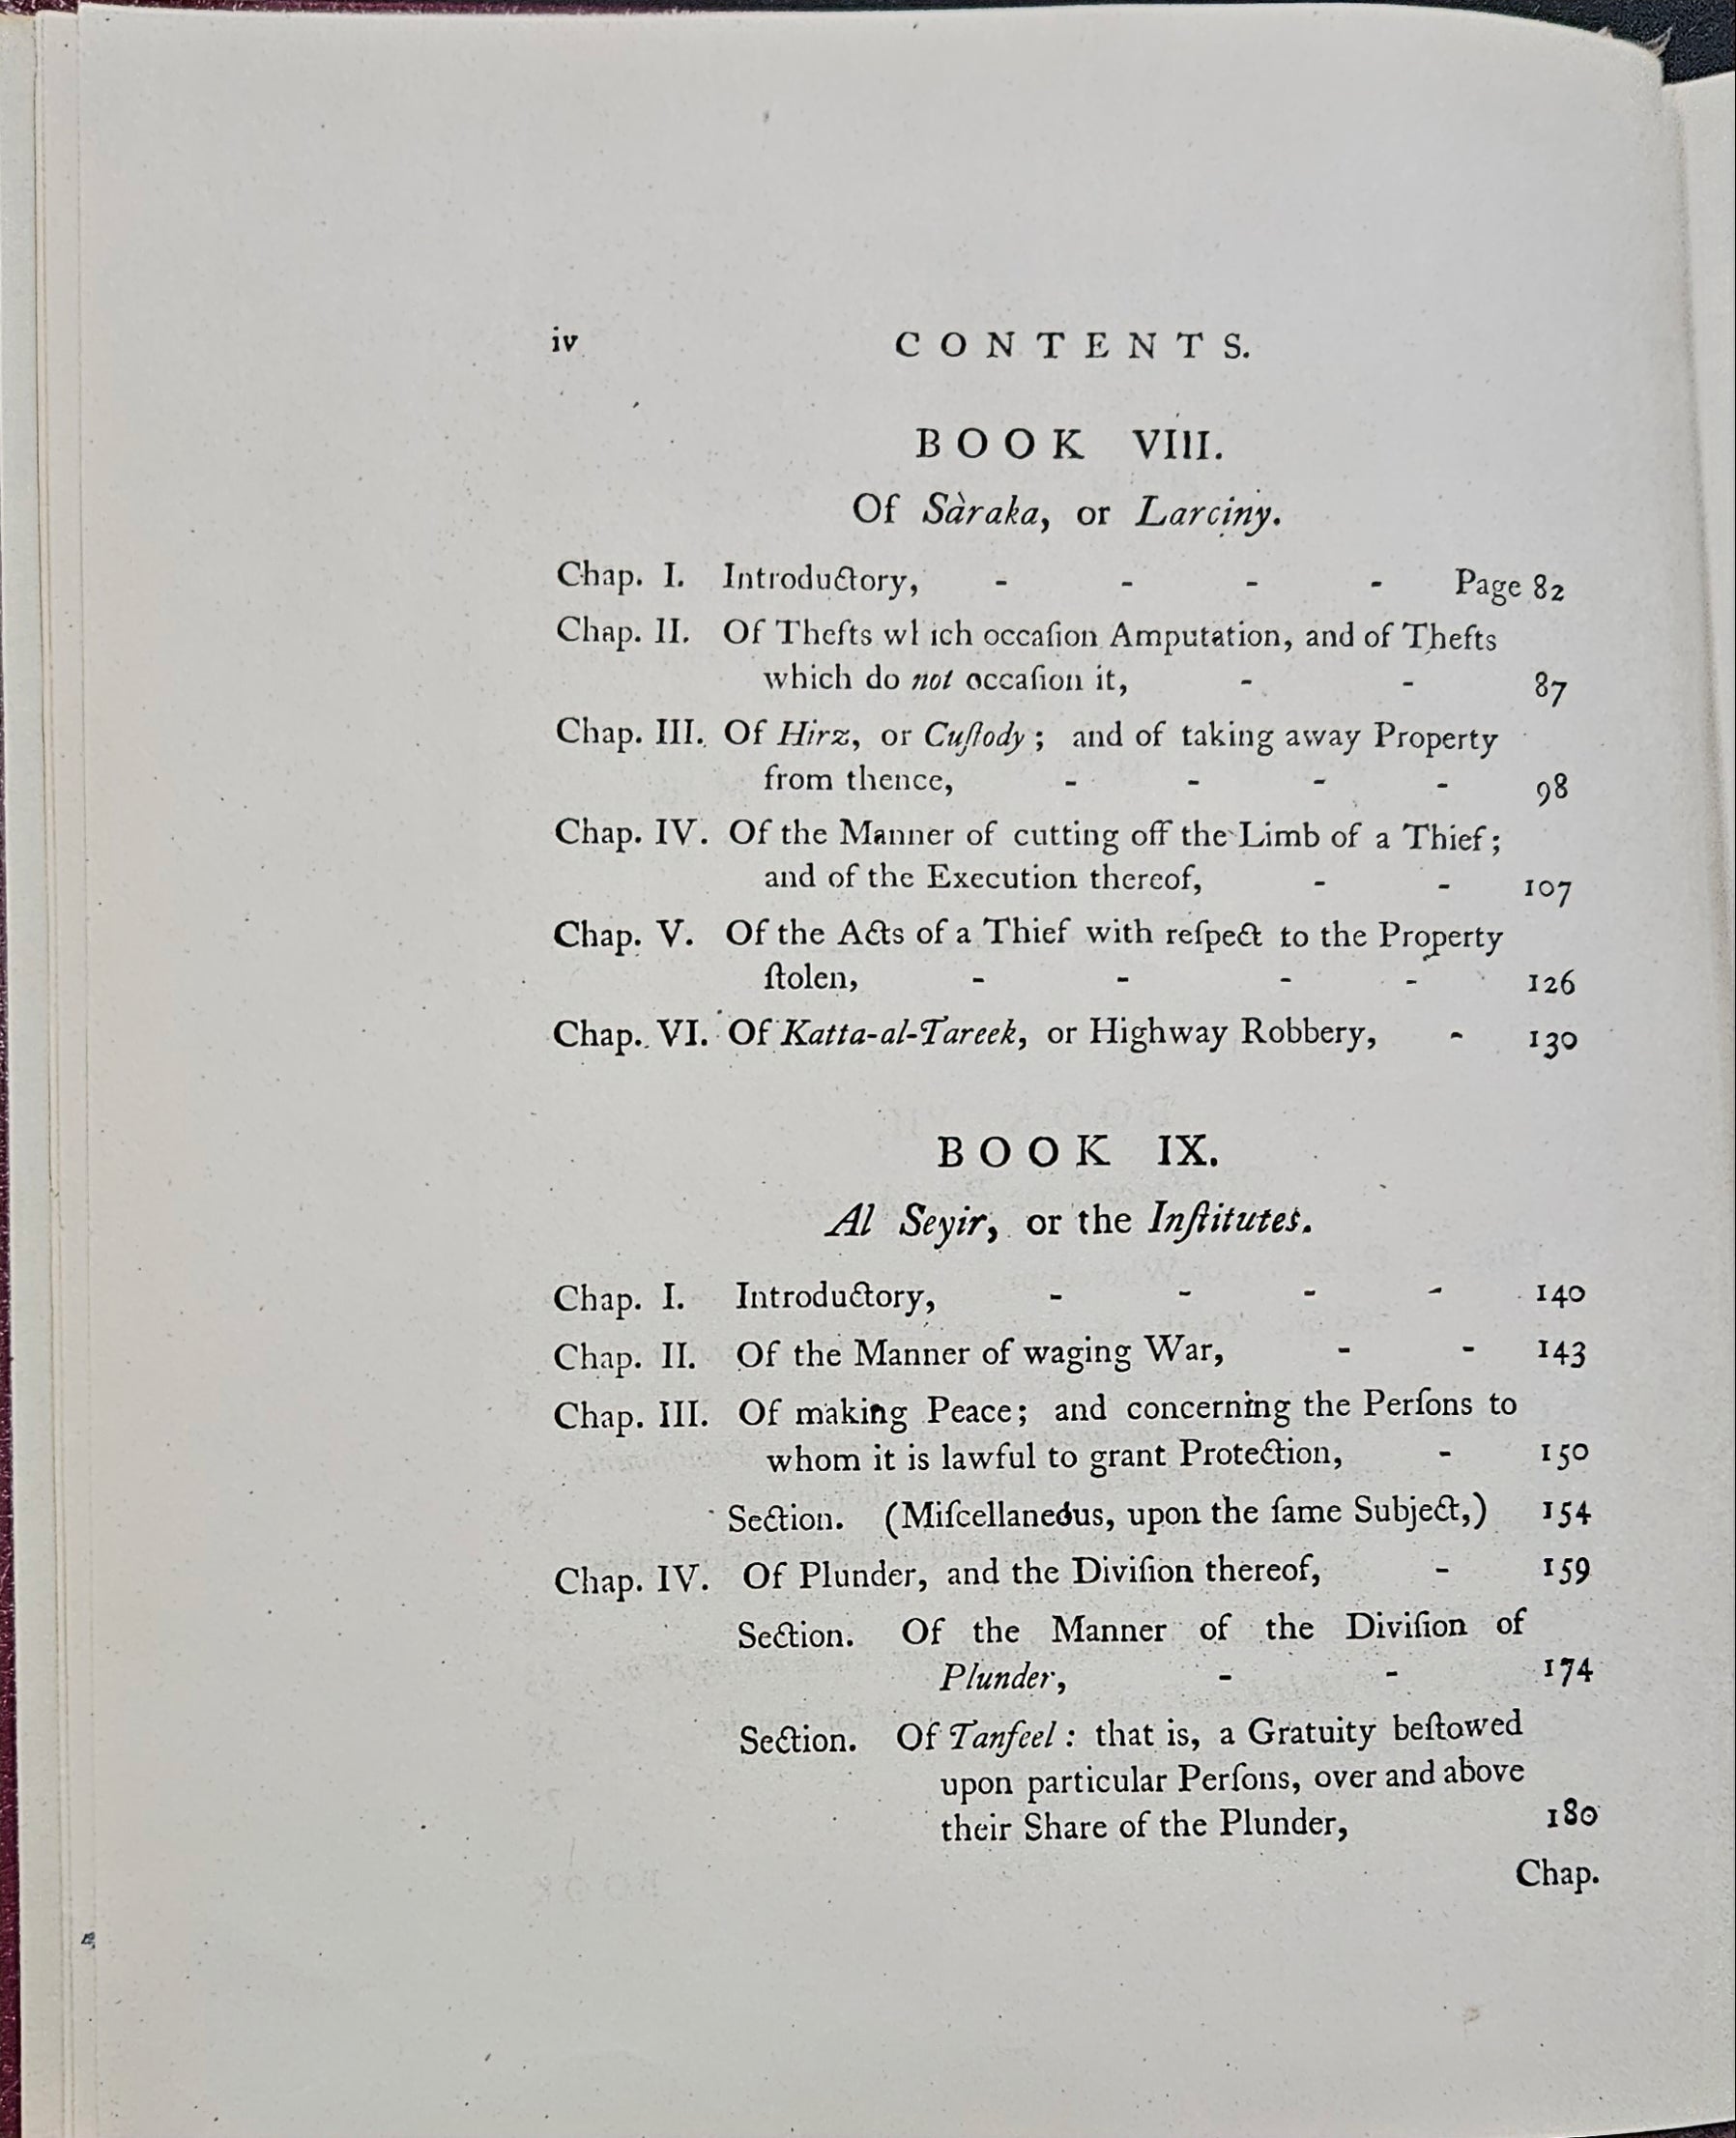 iv CONTENTS.
BOOK VIII.
Of Sàraka, or Larciny.
Chap. I. Introductory, - - - - Page 82
Chap. II. Of Thefts wl ich occaſion Amputation, and of Thefts
which do not occaſion it, - - 87
Chap. III. Of Hirz, or Cuſtody; and of taking away Property
from thence, - - - - 98
Chap. IV. Of the Manner of cutting off the Limb of a Thief;
and of the Execution thereof, - - 107
Chap. V. Of the Acts of a Thief with reſpect to the Property
ſtolen, - - - - 126
Chap. VI. Of Katta-al-Tareek, or Highway Robbery, - 130
BOOK IX.
Al Seyir, or the Inſtitutes.
Chap. I. Introductory, - - - - 140
Chap. II. Of the Manner of waging War, - - 143
Chap. III. Of making Peace; and concerning the Perſons to
whom it is lawful to grant Protection, - 150
Section. (Miſcellaneous, upon the ſame Subject,) 154
Chap. IV. Of Plunder, and the Diviſion thereof, - 159
Section. Of the Manner of the Diviſion of
Plunder, - - 174
Section. Of Tanfeel: that is, a Gratuity beſtowed
upon particular Perſons, over and above
their Share of the Plunder, 180
Chap.